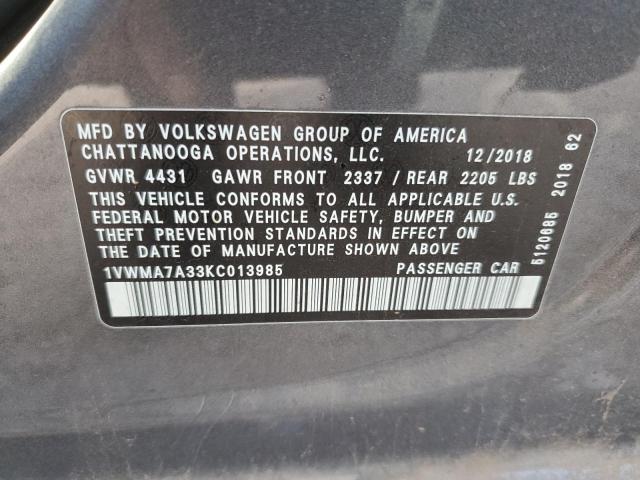 MFD BY VOLKSWAGEN GROUP OF AMERICA
CHATTANOOGA OPERATIONS, LLC. 12/2018
GVWR 4431 GAWR FRONT 2337 / REAR 2205 LBS
THIS VEHICLE CONFORMS TO ALL APPLICABLE U.S.
FEDERAL MOTOR VEHICLE SAFETY, BUMPER AND
THEFT PREVENTION STANDARDS IN EFFECT ON
THE DATE OF MANUFACTURE SHOWN ABOVE
1VWMA7A33KC013985 PASSENGER CAR
5120685 2018 62